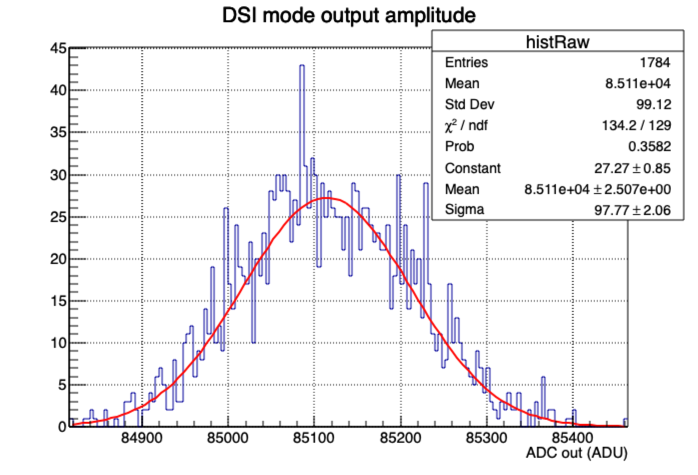 DSI mode output amplitude
histRaw
Entries 1784
Mean 8.511e+04
Std Dev 99.12
χ² / ndf 134.2 / 129
Prob 0.3582
Constant 27.27 ± 0.85
Mean 8.511e+04 ± 2.507e+00
Sigma 97.77 ± 2.06
45
40
35
30
25
20
15
10
5
0
84900 85000 85100 85200 85300 85400
ADC out (ADU)